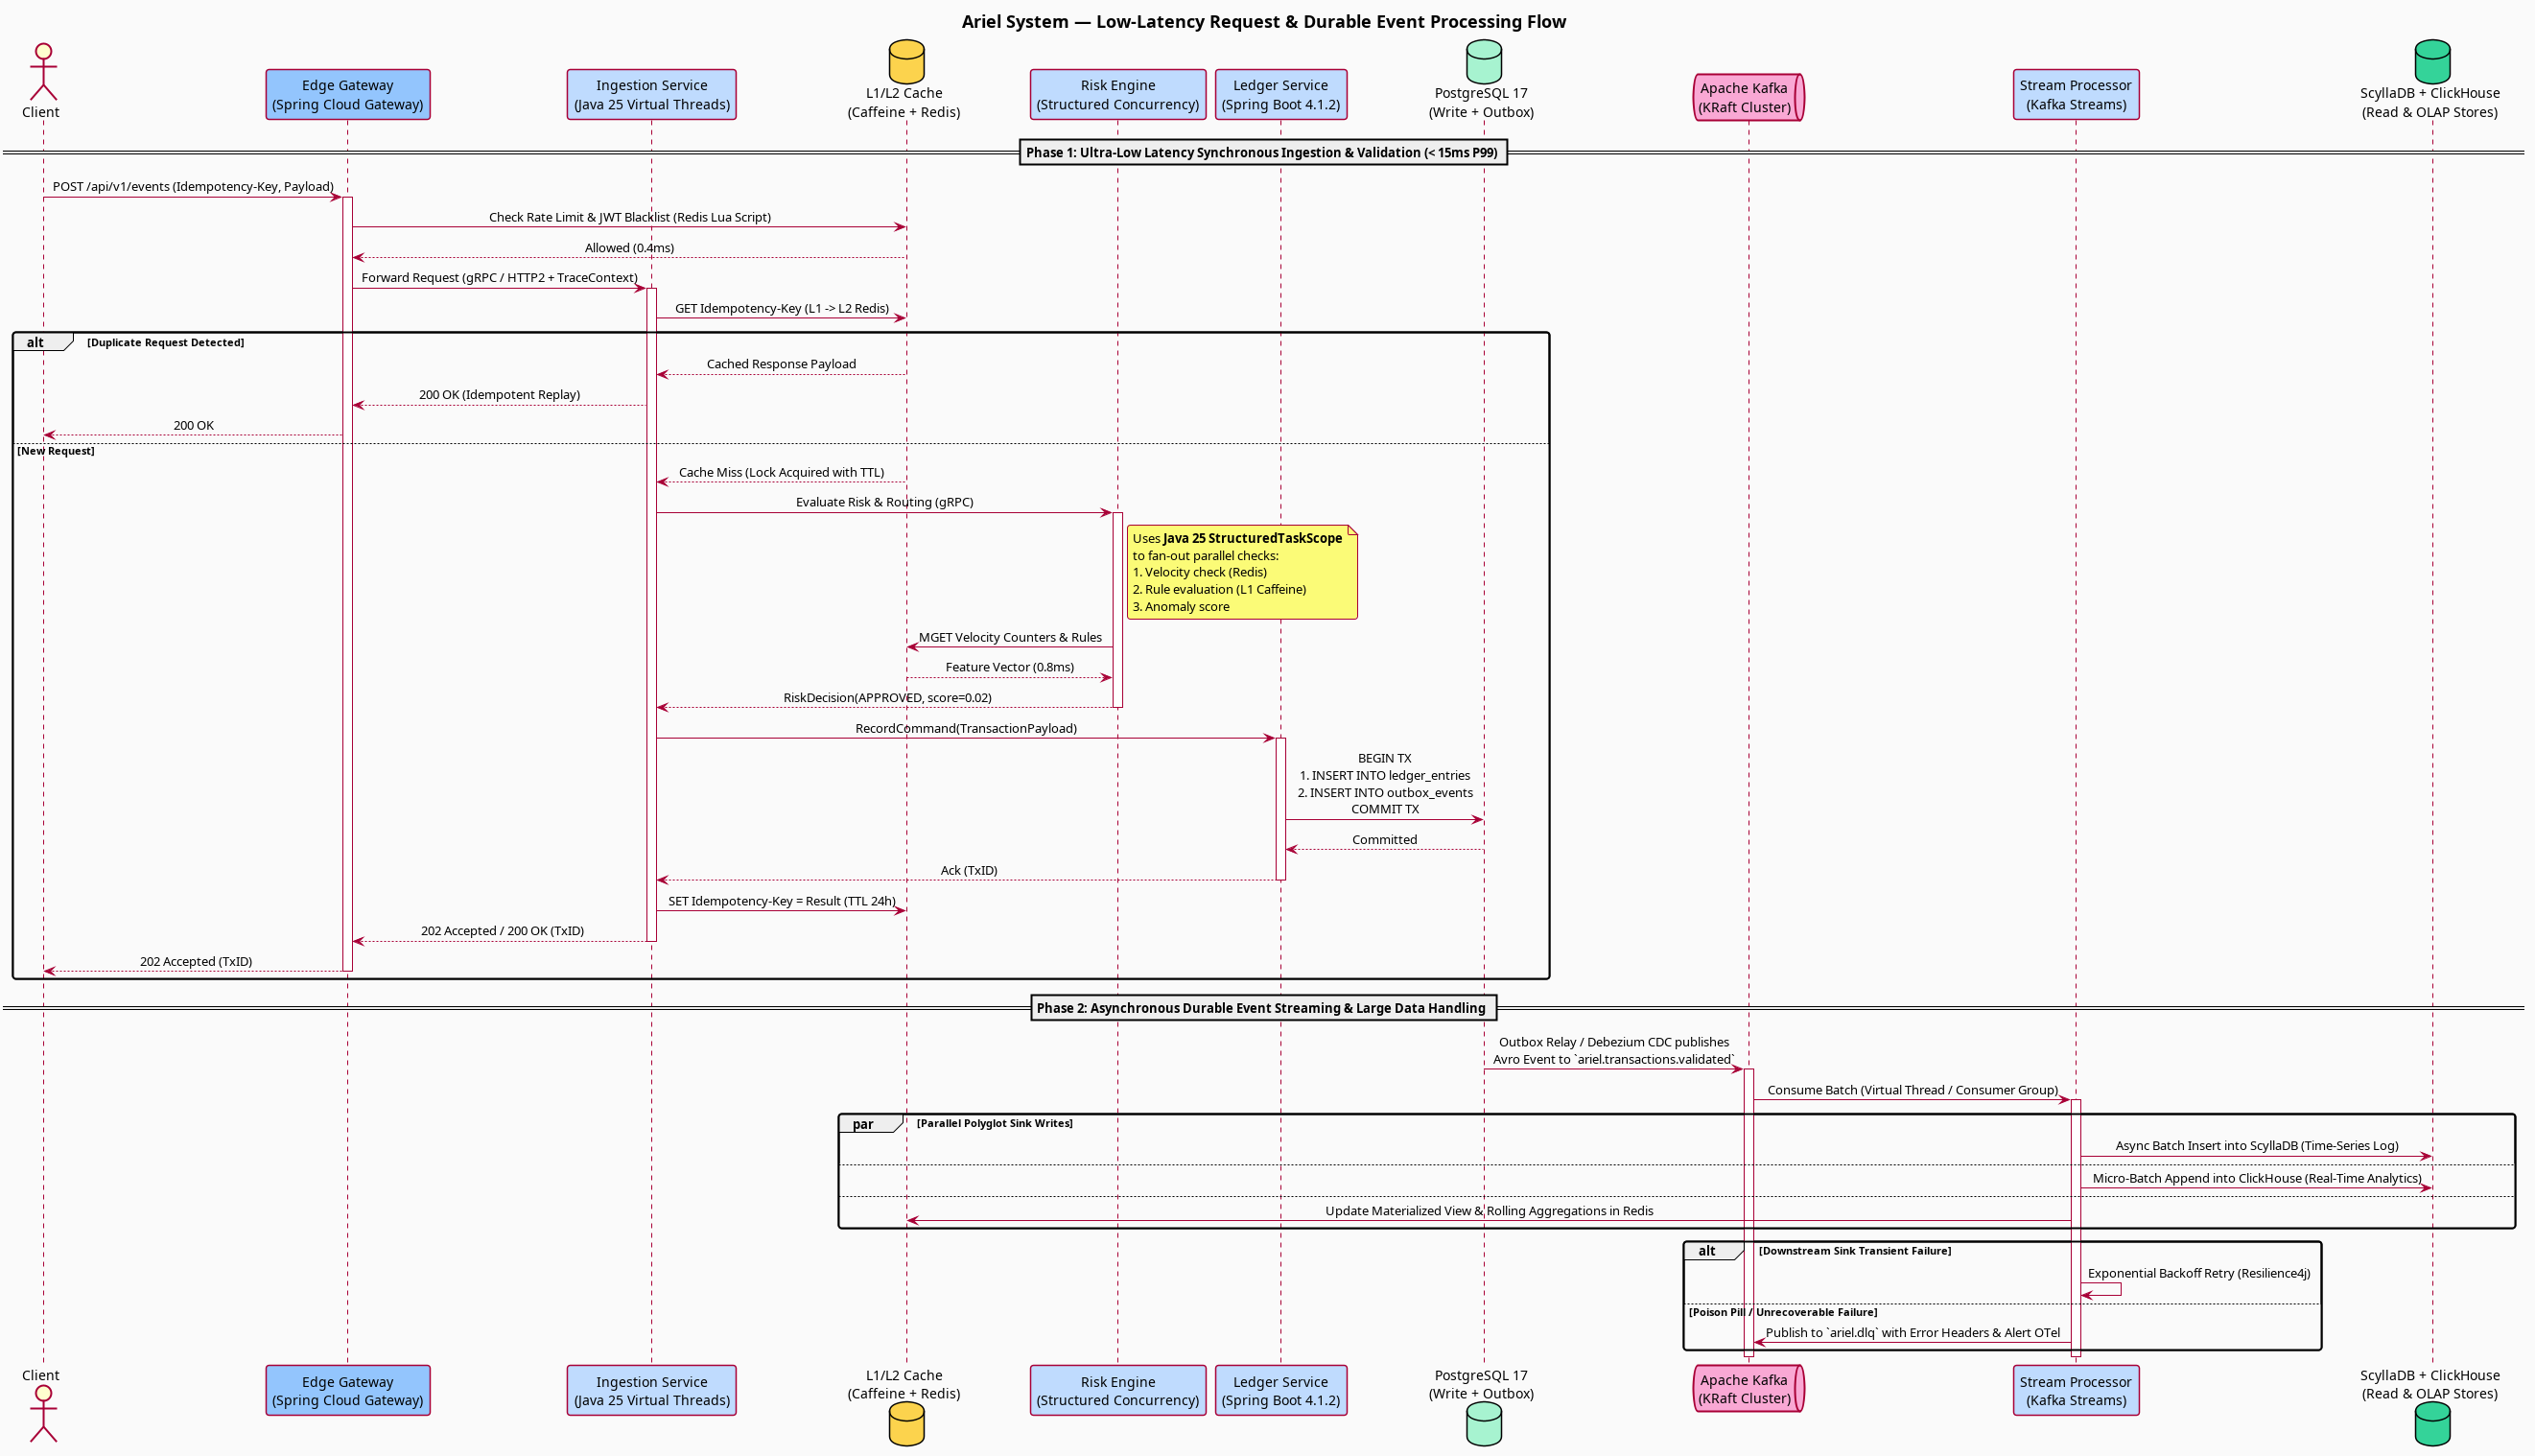 Ariel System — Low-Latency Request & Durable Event Processing Flow
Client
Edge Gateway
(Spring Cloud Gateway)
Ingestion Service
(Java 25 Virtual Threads)
L1/L2 Cache
(Caffeine + Redis)
Risk Engine
(Structured Concurrency)
Ledger Service
(Spring Boot 4.1.2)
PostgreSQL 17
(Write + Outbox)
Apache Kafka
(KRaft Cluster)
Stream Processor
(Kafka Streams)
ScyllaDB + ClickHouse
(Read & OLAP Stores)
Phase 1: Ultra-Low Latency Synchronous Ingestion & Validation (< 15ms P99)
POST /api/v1/events (Idempotency-Key, Payload)
Check Rate Limit & JWT Blacklist (Redis Lua Script)
Allowed (0.4ms)
Forward Request (gRPC / HTTP2 + TraceContext)
GET Idempotency-Key (L1 -> L2 Redis)
alt [Duplicate Request Detected]
Cached Response Payload
200 OK (Idempotent Replay)
200 OK
[New Request]
Cache Miss (Lock Acquired with TTL)
Evaluate Risk & Routing (gRPC)
Uses Java 25 StructuredTaskScope
to fan-out parallel checks:
1. Velocity check (Redis)
2. Rule evaluation (L1 Caffeine)
3. Anomaly score
MGET Velocity Counters & Rules
Feature Vector (0.8ms)
RiskDecision(APPROVED, score=0.02)
RecordCommand(TransactionPayload)
BEGIN TX
1. INSERT INTO ledger_entries
2. INSERT INTO outbox_events
COMMIT TX
Committed
Ack (TxID)
SET Idempotency-Key = Result (TTL 24h)
202 Accepted / 200 OK (TxID)
202 Accepted (TxID)
Phase 2: Asynchronous Durable Event Streaming & Large Data Handling
Outbox Relay / Debezium CDC publishes
Avro Event to `ariel.transactions.validated`
Consume Batch (Virtual Thread / Consumer Group)
par [Parallel Polyglot Sink Writes]
Async Batch Insert into ScyllaDB (Time-Series Log)
Micro-Batch Append into ClickHouse (Real-Time Analytics)
Update Materialized View & Rolling Aggregations in Redis
alt [Downstream Sink Transient Failure]
Exponential Backoff Retry (Resilience4j)
[Poison Pill / Unrecoverable Failure]
Publish to `ariel.dlq` with Error Headers & Alert OTel
Client
Edge Gateway
(Spring Cloud Gateway)
Ingestion Service
(Java 25 Virtual Threads)
L1/L2 Cache
(Caffeine + Redis)
Risk Engine
(Structured Concurrency)
Ledger Service
(Spring Boot 4.1.2)
PostgreSQL 17
(Write + Outbox)
Apache Kafka
(KRaft Cluster)
Stream Processor
(Kafka Streams)
ScyllaDB + ClickHouse
(Read & OLAP Stores)